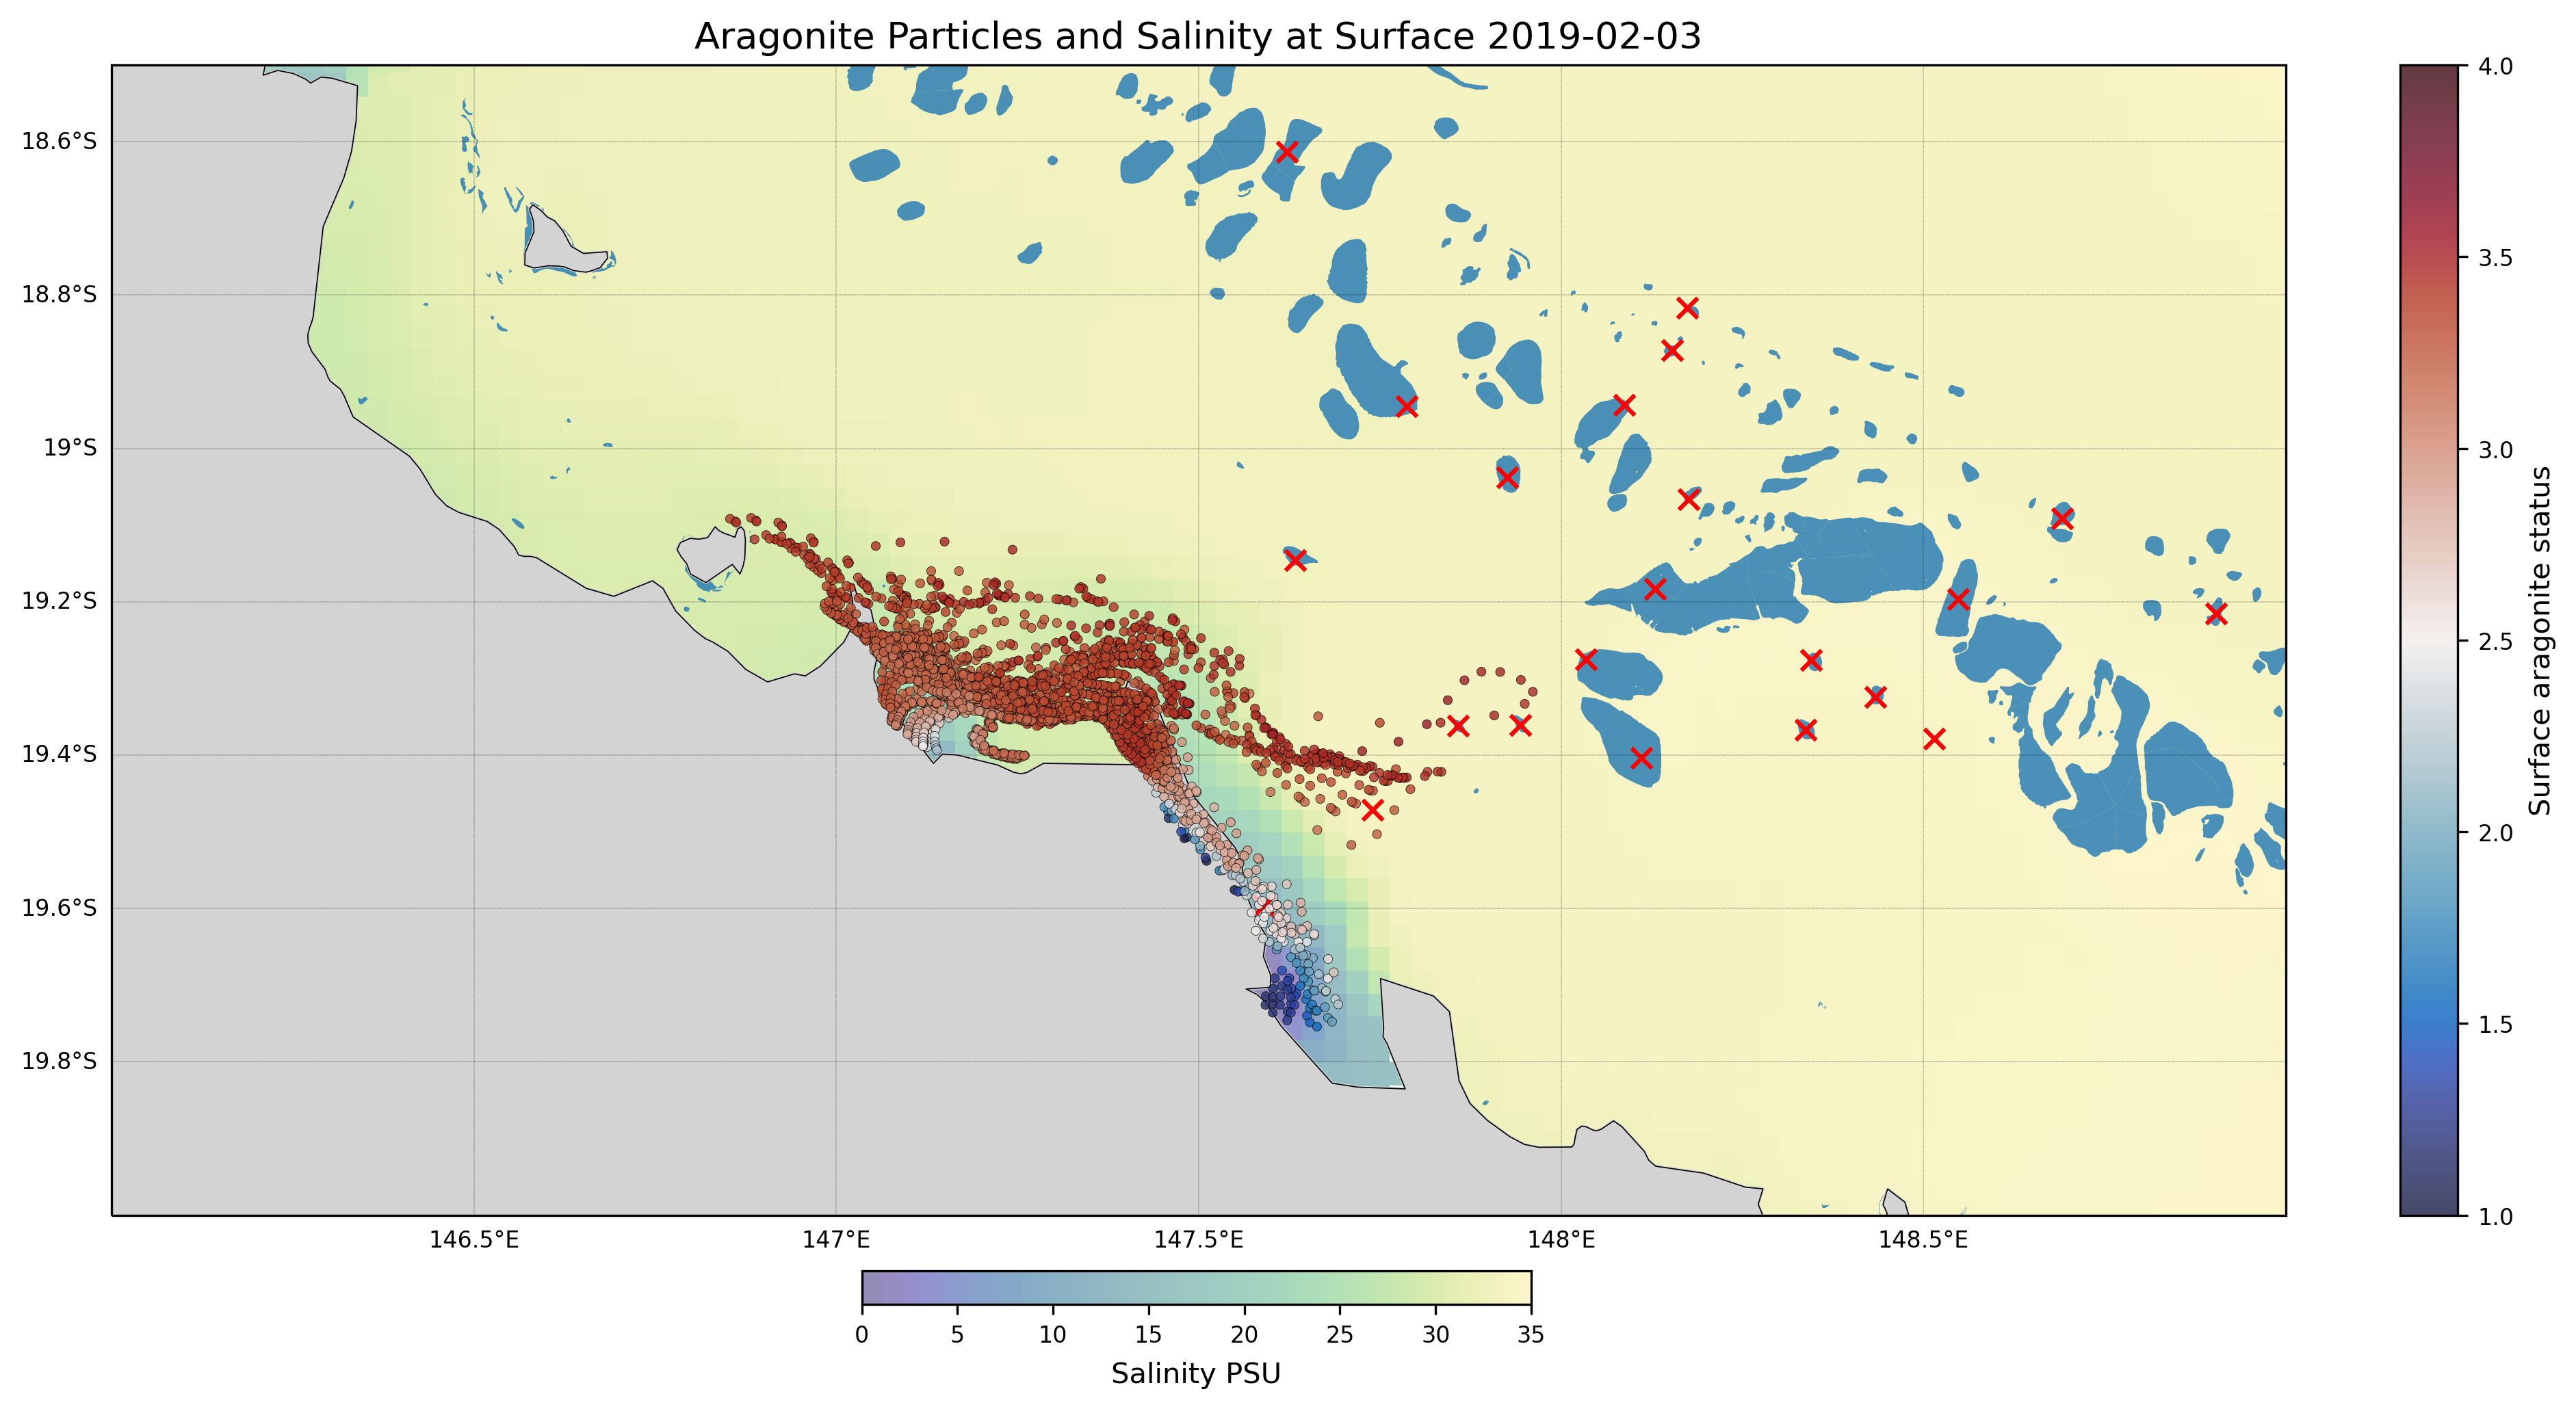 Aragonite Particles and Salinity at Surface 2019-02-03
18.6°S
18.8°S
19°S
19.2°S
19.4°S
19.6°S
19.8°S
146.5°E
147°E
147.5°E
148°E
148.5°E
4.0
3.5
3.0
2.5
2.0
1.5
1.0
Surface aragonite status
0
5
10
15
20
25
30
35
Salinity PSU